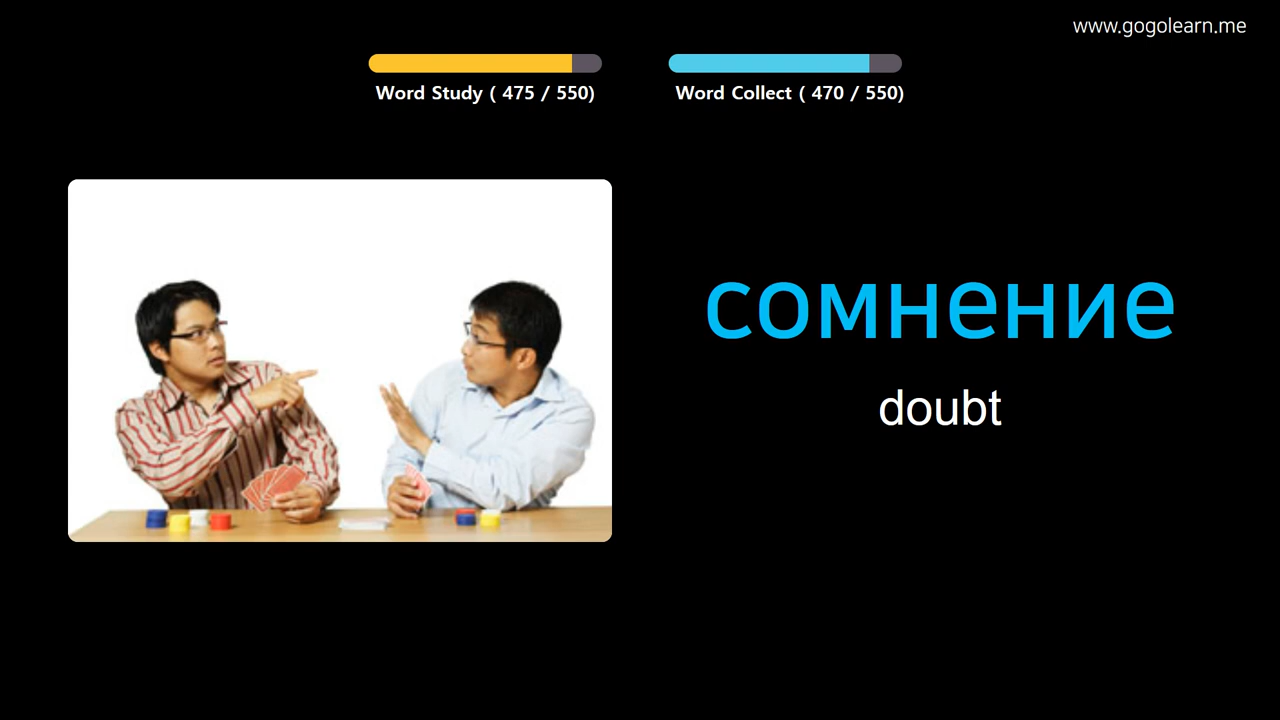 www.gogolearn.me
Word Study ( 475 / 550)
Word Collect ( 470 / 550)
сомнение
doubt